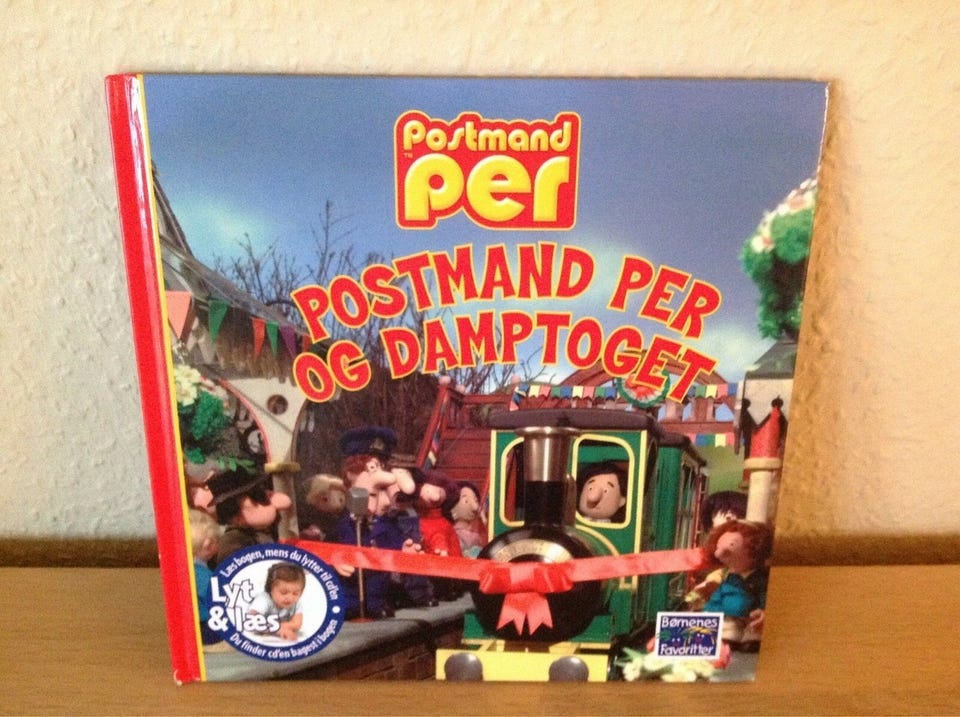 Postmand
Per
TM
POSTMAND PER
OG DAMPTOGET
Læs bogen, mens du lytter til cd'en
Lyt
& læs
Du finder cd'en bagest i bogen
Børnenes
Favoritter